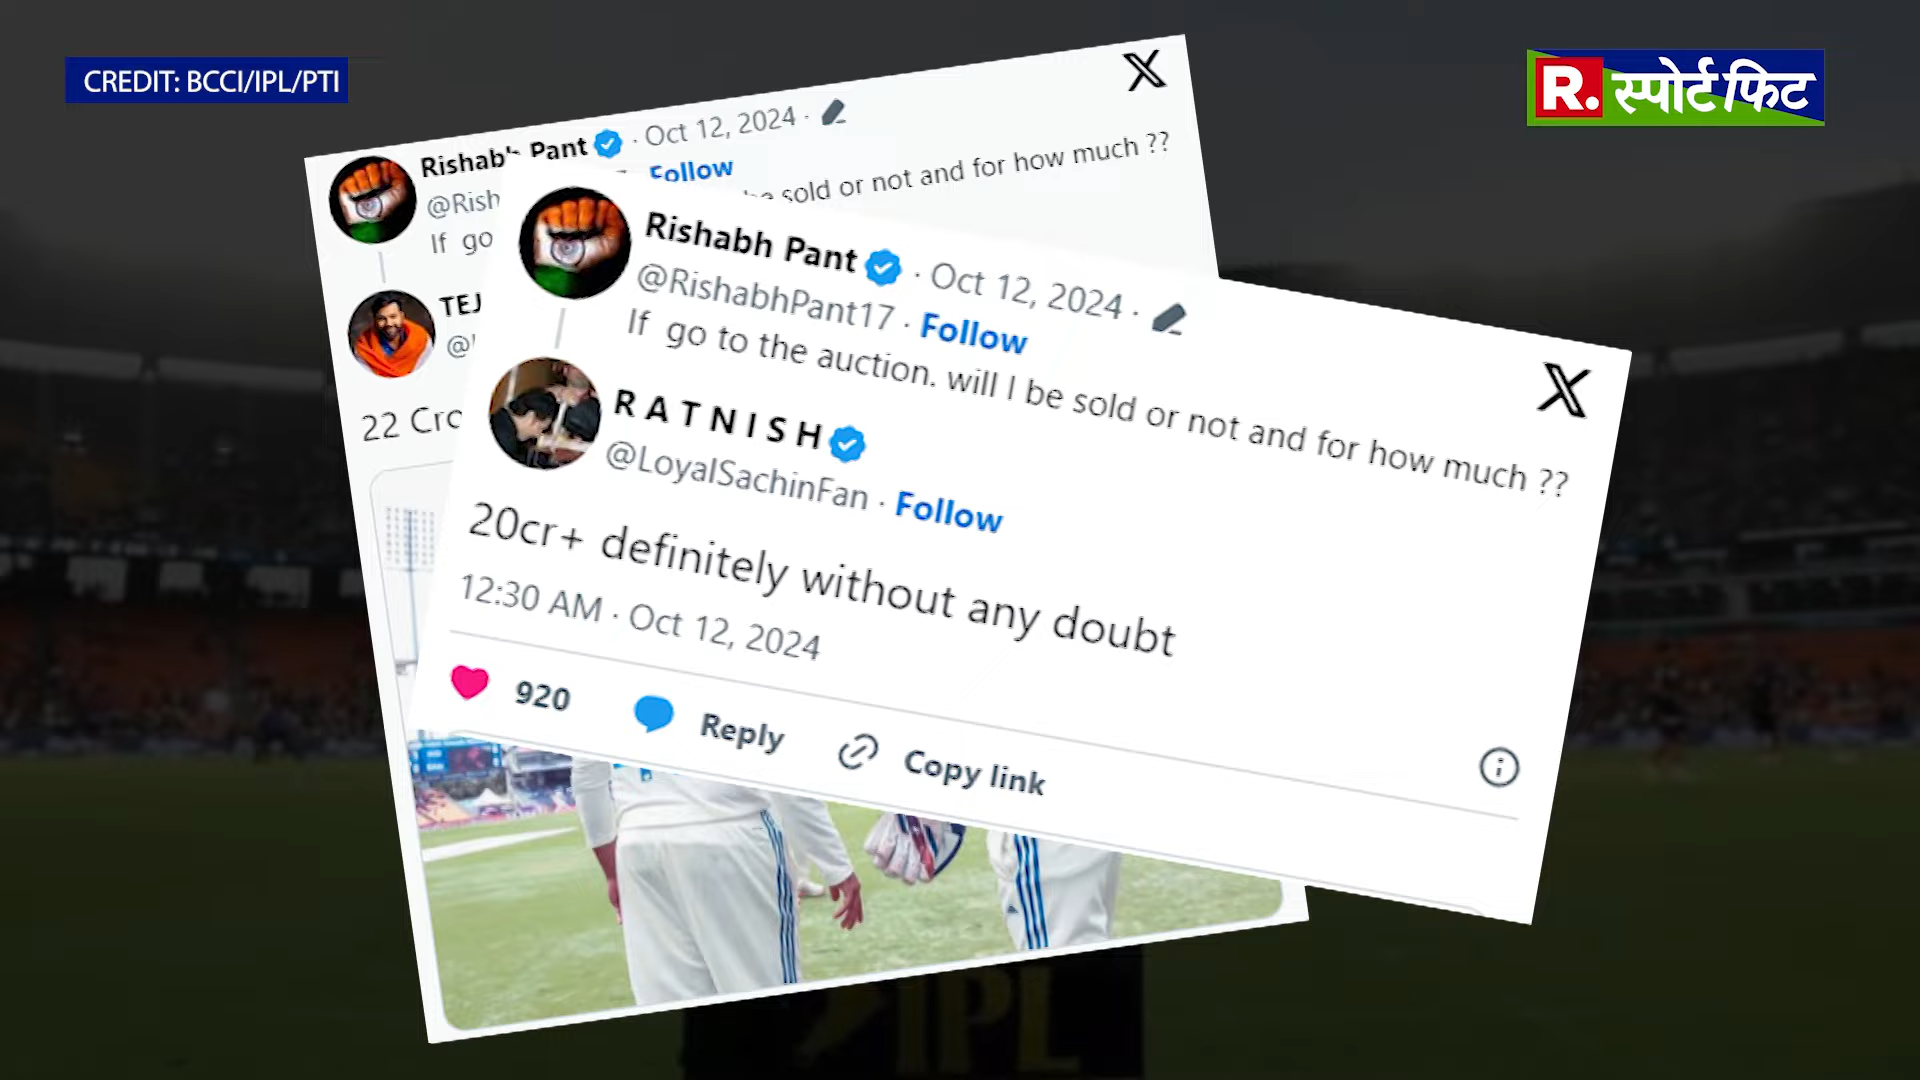 CREDIT: BCCI/IPL/PTI
R. स्पोर्ट फिट
X
Rishabh Pant · Oct 12, 2024 ·
@Rish
Follow
If go
sold or not and for how much ??
TEJ
@
22 Cro
Rishabh Pant · Oct 12, 2024 ·
@RishabhPant17 · Follow
If go to the auction. will I be sold or not and for how much ??
X
R A T N I S H
@LoyalSachinFan · Follow
20cr+ definitely without any doubt
12:30 AM · Oct 12, 2024
920 Reply Copy link
IPL